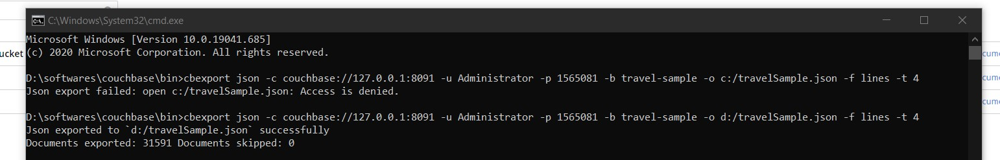 C:\Windows\System32\cmd.exe
Microsoft Windows [Version 10.0.19041.685]
ucket
(c) 2020 Microsoft Corporation. All rights reserved.
cume
D:\softwares\couchbase\bin>cbexport json -c couchbase://127.0.0.1:8091 -u Administrator -p 1565081 -b travel-sample -o c:/travelSample.json -f lines -t 4
cume
Json export failed: open c:/travelSample.json: Access is denied.
cume
D:\softwares\couchbase\bin>cbexport json -c couchbase://127.0.0.1:8091 -u Administrator -p 1565081 -b travel-sample -o d:/travelSample.json -f lines -t 4
Json exported to `d:/travelSample.json` successfully
Documents exported: 31591 Documents skipped: 0